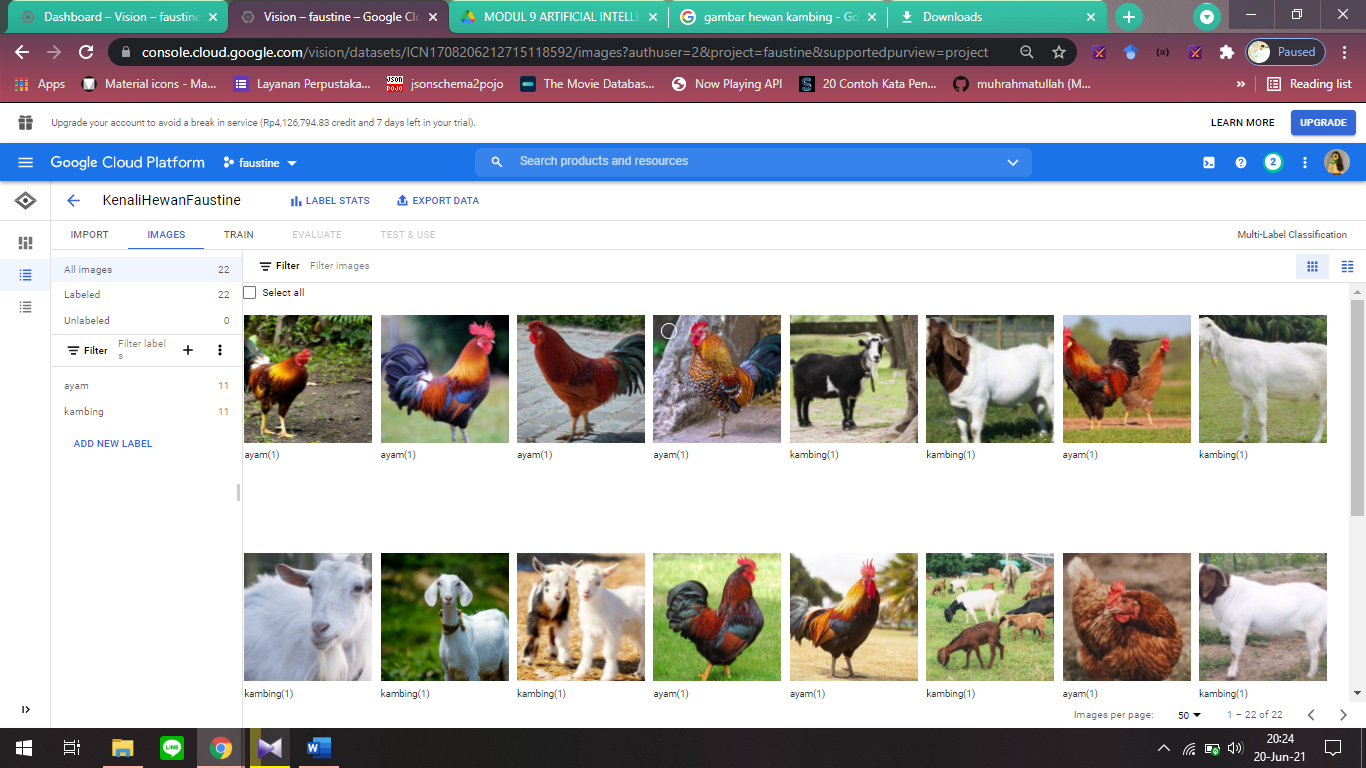 Dashboard – Vision – faustine
Vision – faustine – Google Clo
MODUL 9 ARTIFICIAL INTELLI
gambar hewan kambing - Go
Downloads
console.cloud.google.com/vision/datasets/ICN1708206212715118592/images?authuser=2&project=faustine&supportedpurview=project
Paused
Apps
Material icons - Ma...
Layanan Perpustaka...
JSON
POJO
jsonschema2pojo
The Movie Databas...
Now Playing API
20 Contoh Kata Pen...
muhrahmatullah (M...
»
Reading list
Upgrade your account to avoid a break in service (Rp4,126,794.83 credit and 7 days left in your trial).
LEARN MORE
UPGRADE
Google Cloud Platform
faustine
Search products and resources
2
KenaliHewanFaustine
LABEL STATS
EXPORT DATA
IMPORT
IMAGES
TRAIN
EVALUATE
TEST & USE
Multi-Label Classification
All images 22
Labeled 22
Unlabeled 0
Filter
Filter label
s
ayam 11
kambing 11
ADD NEW LABEL
Filter
Filter images
Select all
ayam(1)
ayam(1)
ayam(1)
ayam(1)
kambing(1)
kambing(1)
ayam(1)
kambing(1)
kambing(1)
kambing(1)
kambing(1)
ayam(1)
ayam(1)
kambing(1)
ayam(1)
kambing(1)
Images per page: 50
1 – 22 of 22
LINE
W
20:24
20-Jun-21